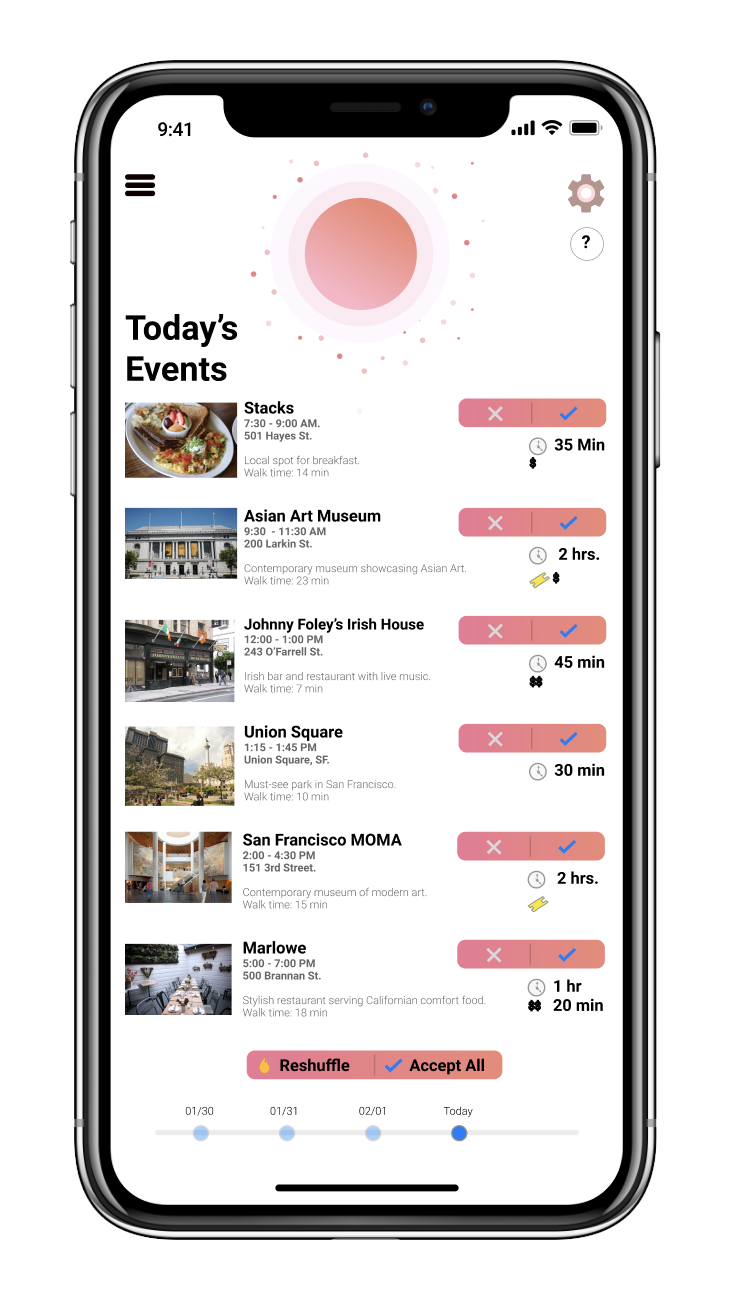 9:41
?
Today’s
Events
Stacks
7:30 - 9:00 AM.
501 Hayes St.
Local spot for breakfast.
Walk time: 14 min
35 Min
$
Asian Art Museum
9:30 - 11:30 AM
200 Larkin St.
Contemporary museum showcasing Asian Art.
Walk time: 23 min
2 hrs.
$
Johnny Foley’s Irish House
12:00 - 1:00 PM
243 O’Farrell St.
Irish bar and restaurant with live music.
Walk time: 7 min
45 min
$$
Union Square
1:15 - 1:45 PM
Union Square, SF.
Must-see park in San Francisco.
Walk time: 10 min
30 min
San Francisco MOMA
2:00 - 4:30 PM
151 3rd Street.
Contemporary museum of modern art.
Walk time: 15 min
2 hrs.
Marlowe
5:00 - 7:00 PM
500 Brannan St.
Stylish restaurant serving Californian comfort food.
Walk time: 18 min
1 hr
$$ 20 min
Reshuffle Accept All
01/30 01/31 02/01 Today